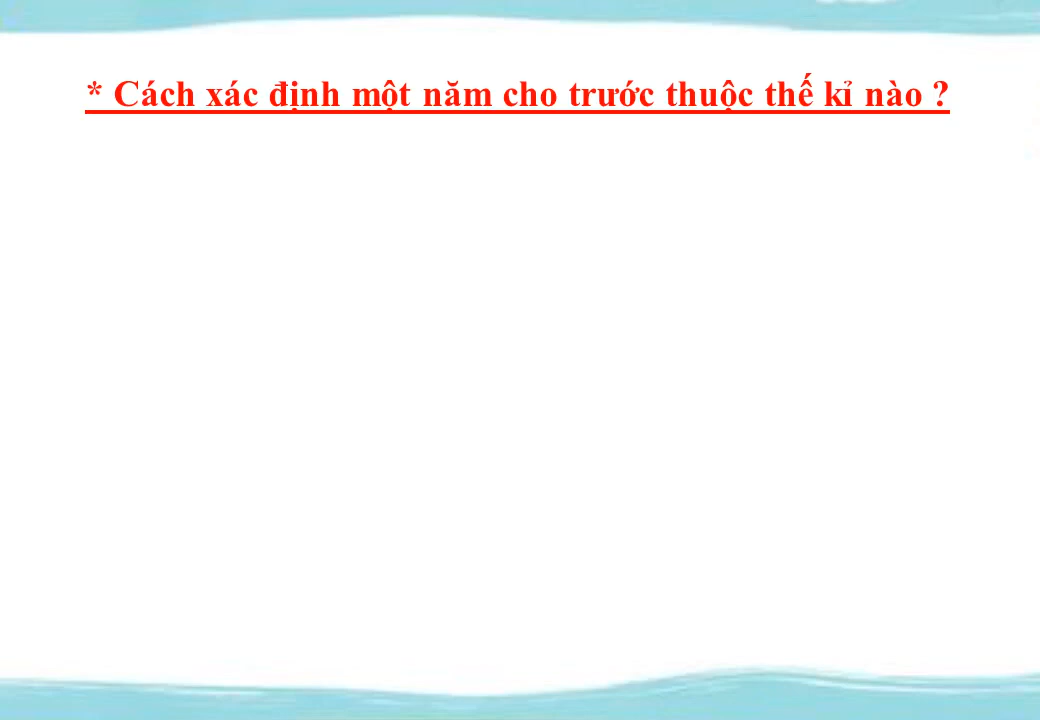 * Cách xác định một năm cho trước thuộc thế kỉ nào ?